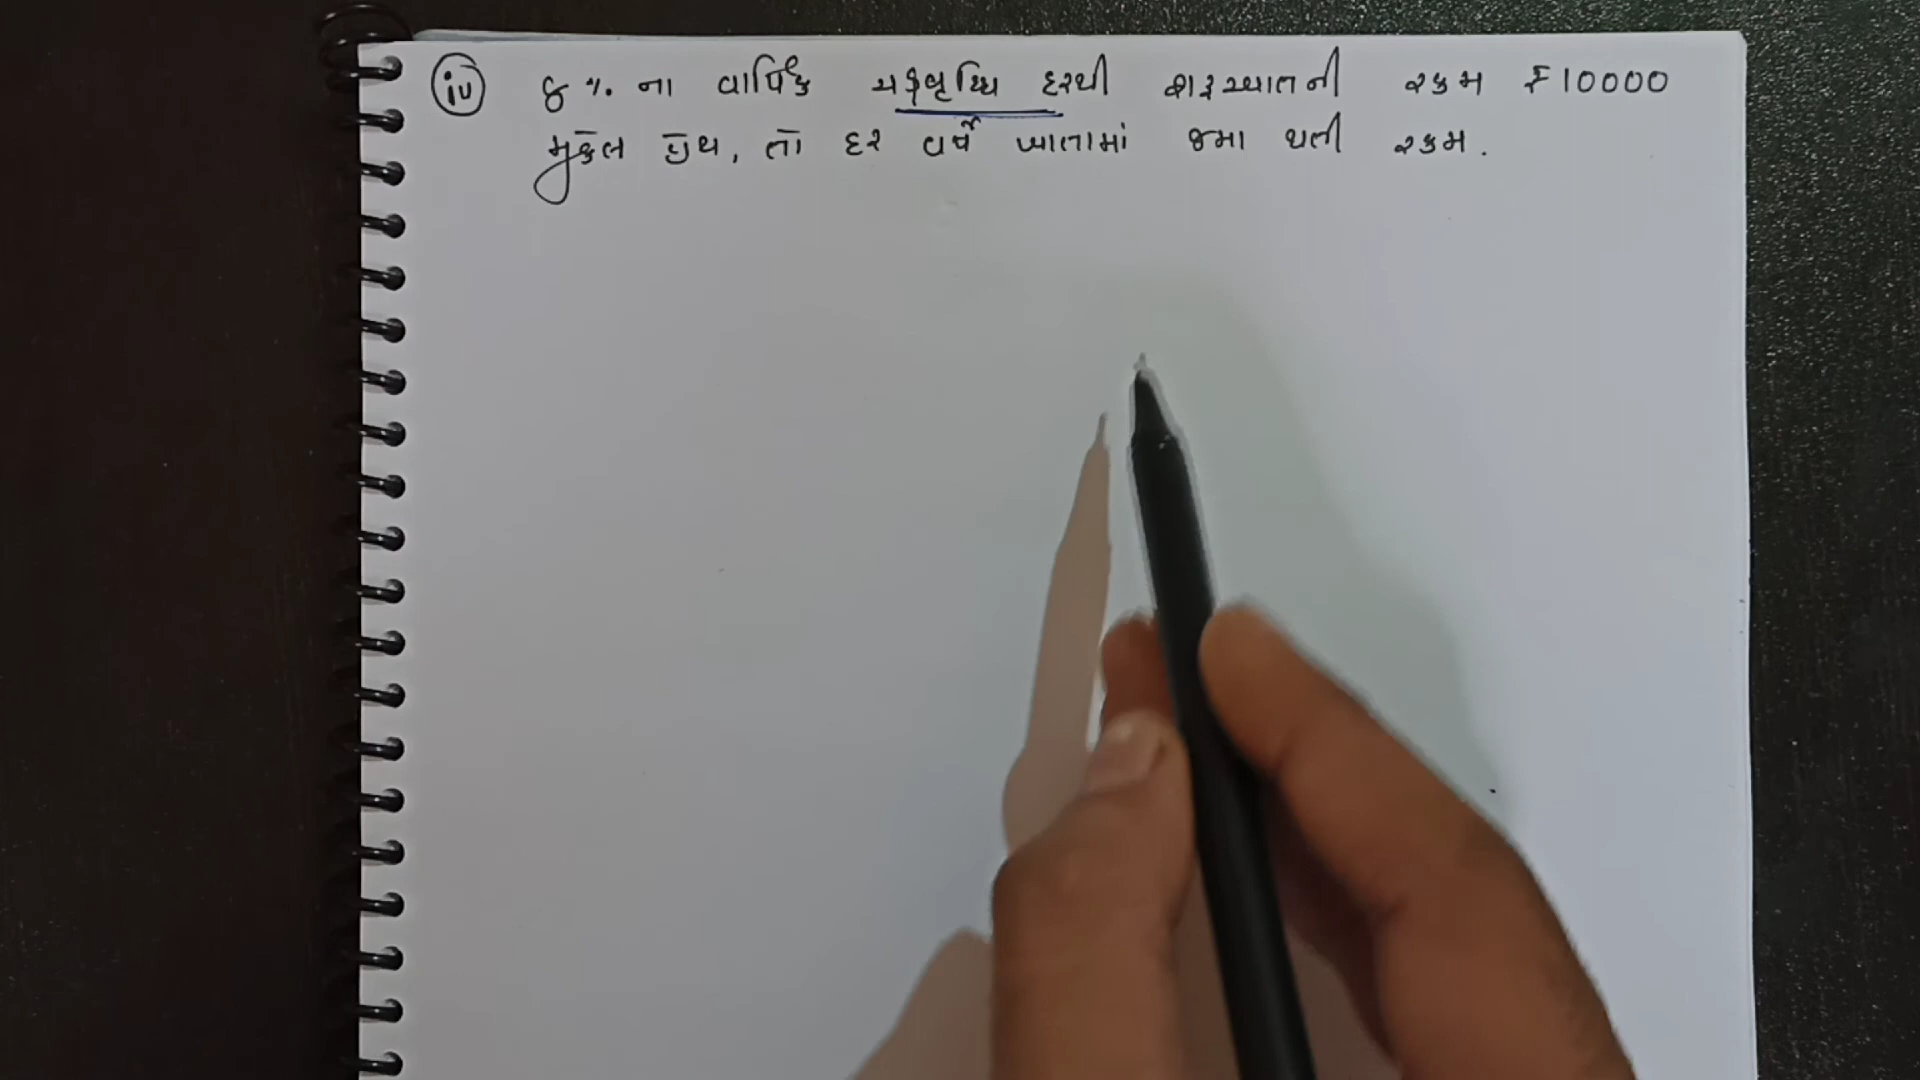 (iv) 8 % ના વાર્ષિક ચક્રવૃધ્ધિ દરથી શરૂઆતની રકમ ₹ 10000
મૂકેલ હોય, તો દર વર્ષે ખાતામાં જમા થતી રકમ.